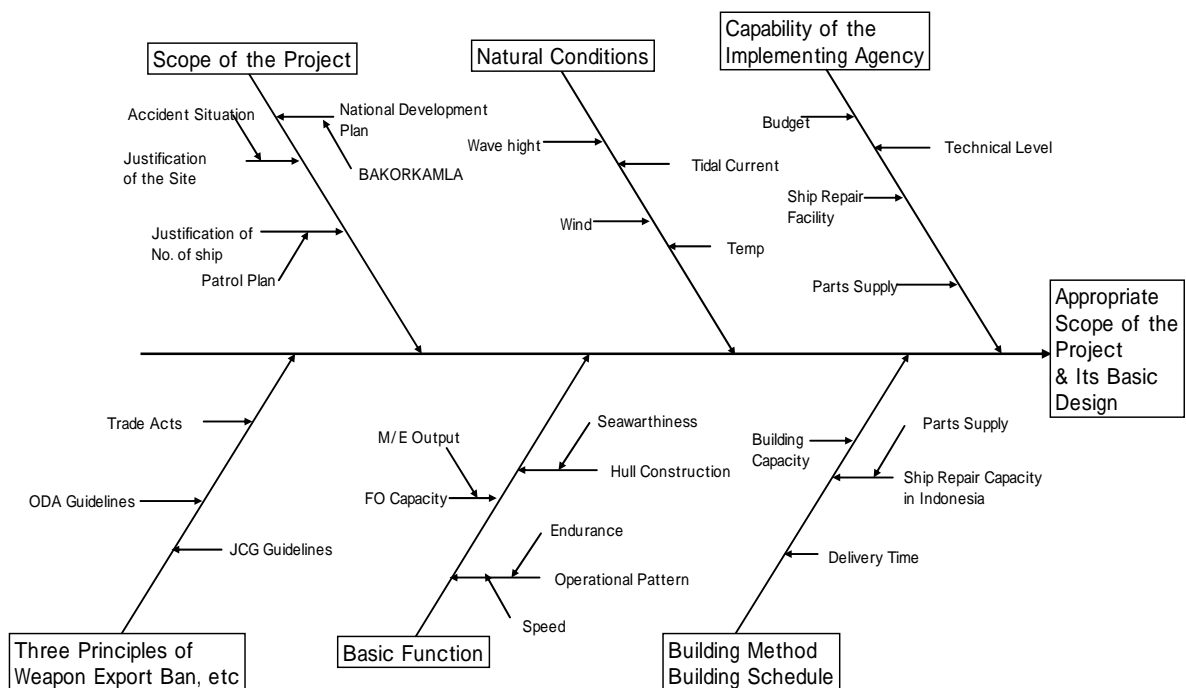 Scope of the Project
Natural Conditions
Capability of the
Implementing Agency
Accident Situation
National Development
Plan
Justification
of the Site
BAKORKAMLA
Justification of
No. of ship
Patrol Plan
Wave hight
Tidal Current
Wind
Temp
Budget
Technical Level
Ship Repair
Facility
Parts Supply
Appropriate
Scope of the
Project
& Its Basic
Design
Trade Acts
ODA Guidelines
JCG Guidelines
Three Principles of
Weapon Export Ban, etc
M/E Output
Seawarthiness
Hull Construction
FO Capacity
Endurance
Operational Pattern
Speed
Basic Function
Building
Capacity
Parts Supply
Ship Repair Capacity
in Indonesia
Delivery Time
Building Method
Building Schedule